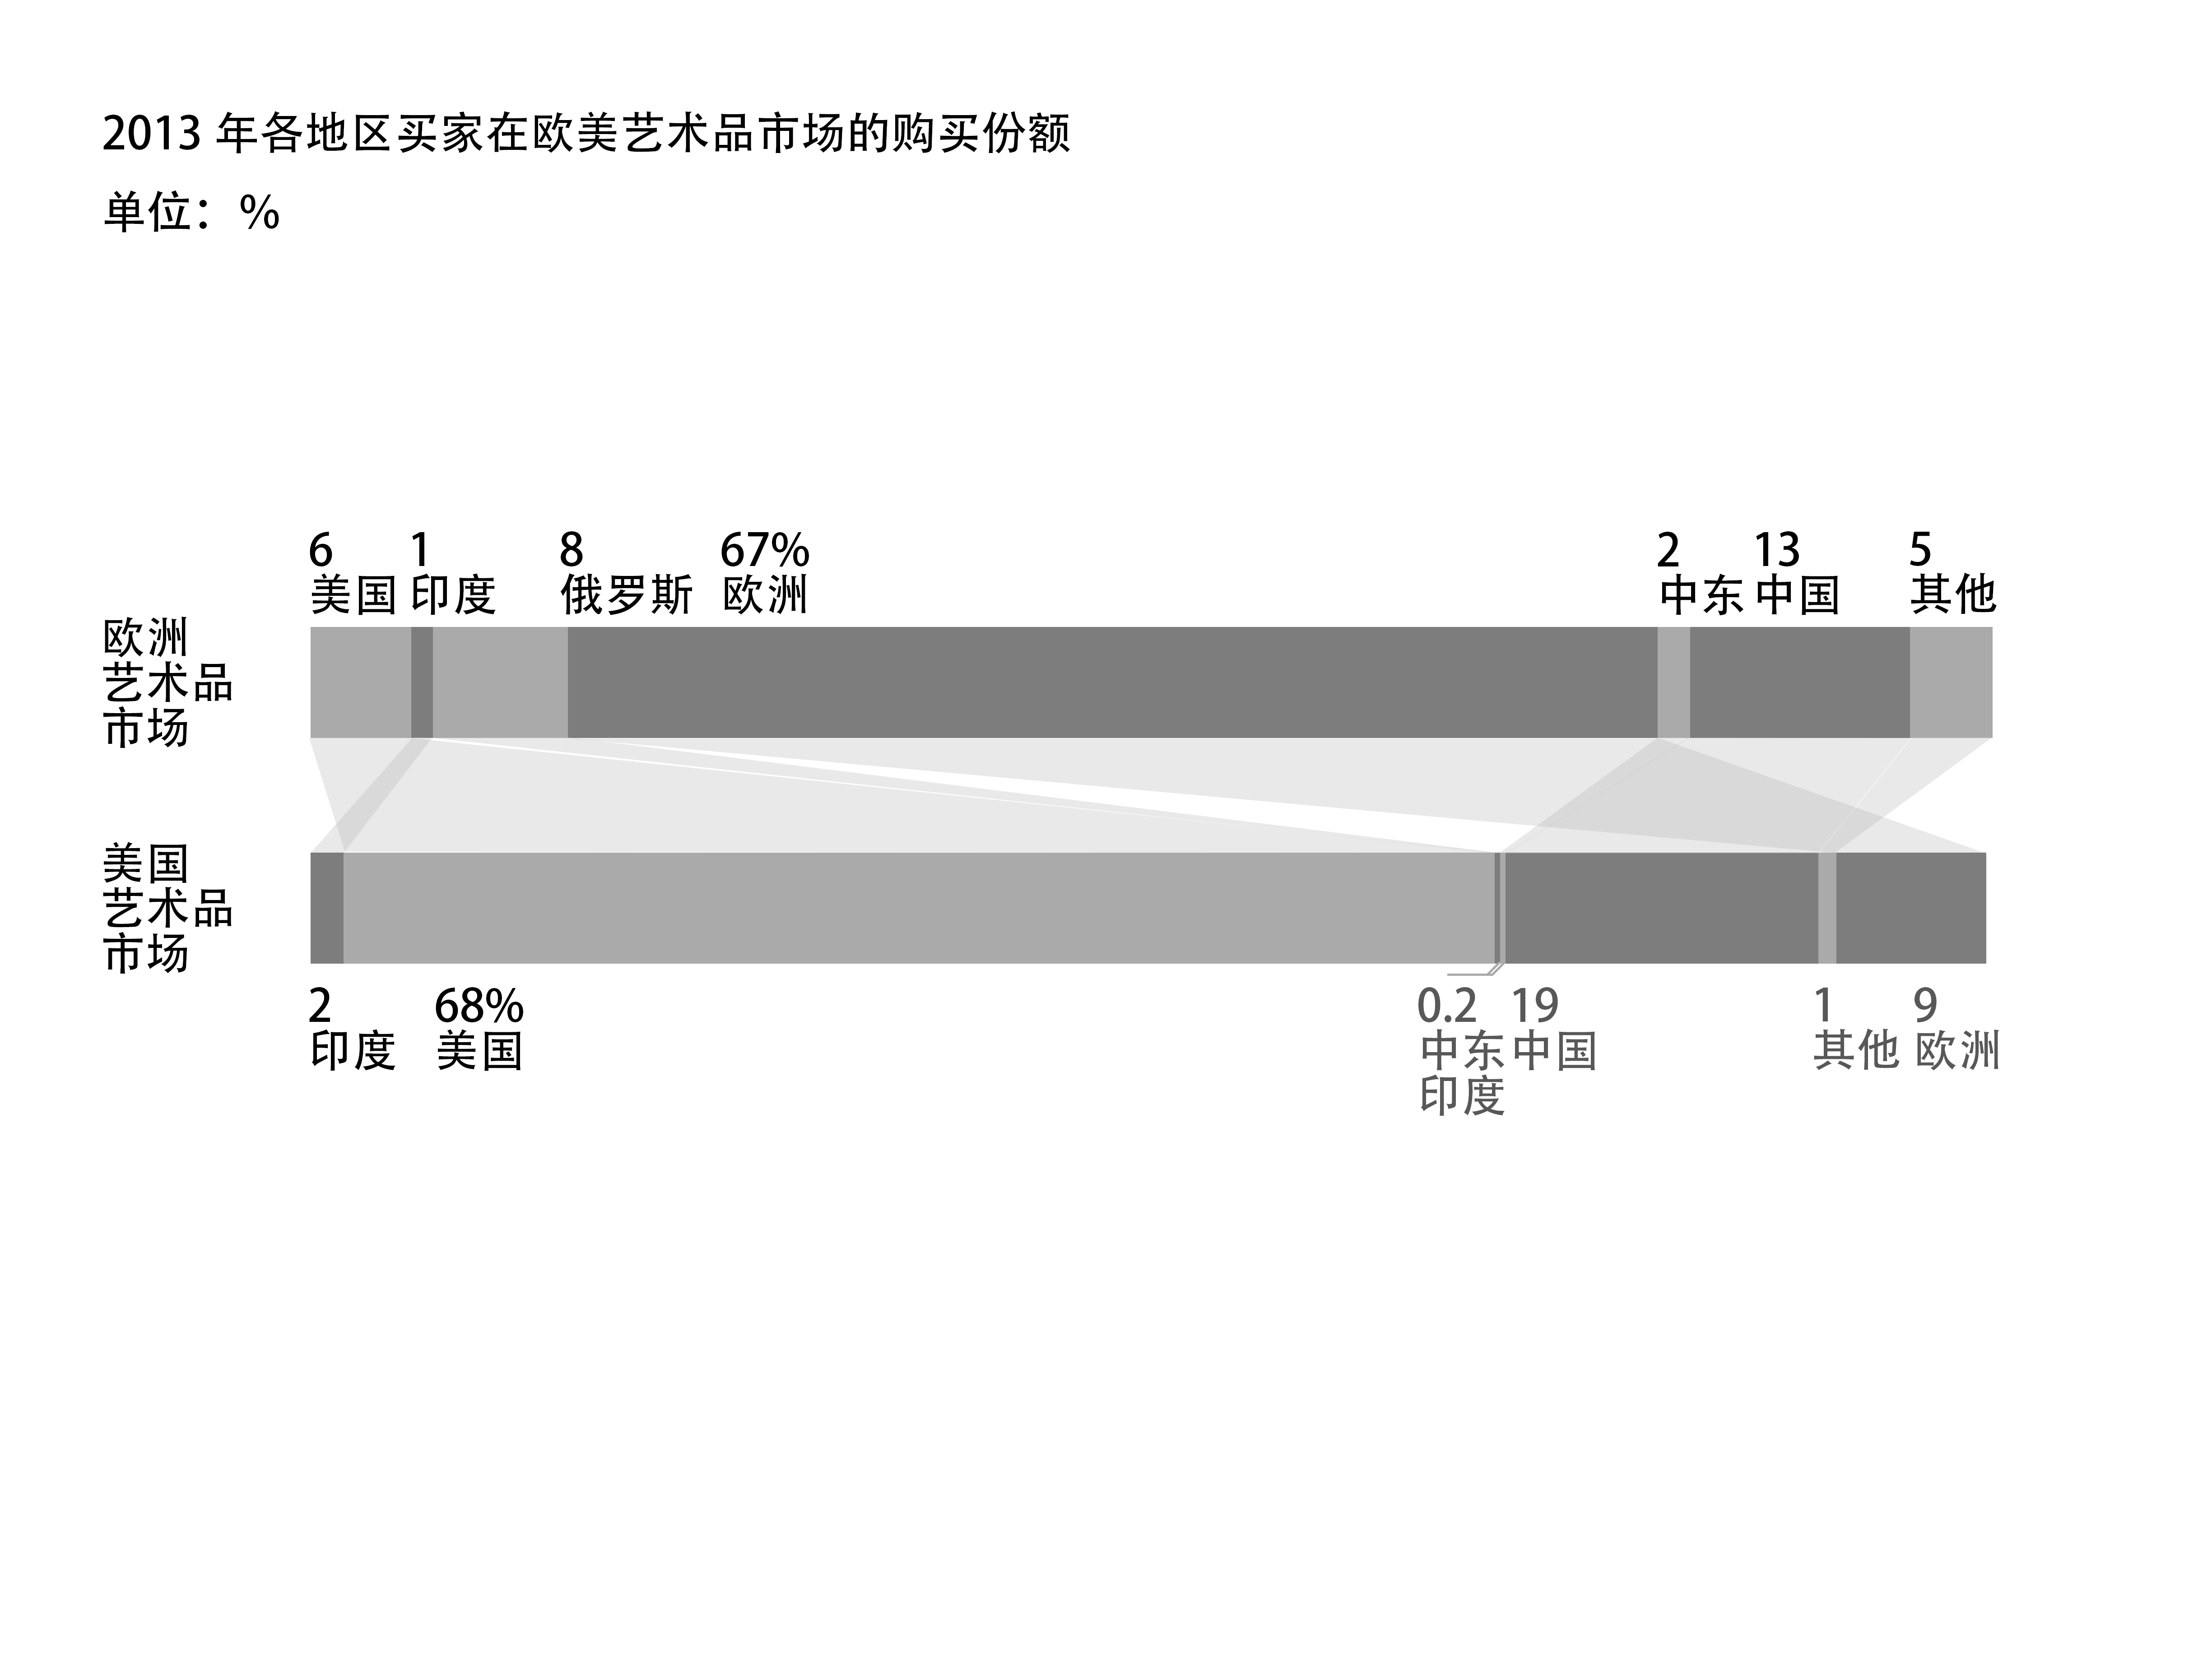 2013 年各地区买家在欧美艺术品市场的购买份额
单位：%
6 1 8 67% 2 13 5
美国 印度 俄罗斯 欧洲 中东 中国 其他
欧洲
艺术品
市场
美国
艺术品
市场
2 68% 0.2 19 1 9
印度 美国 中东 中国 其他 欧洲
印度